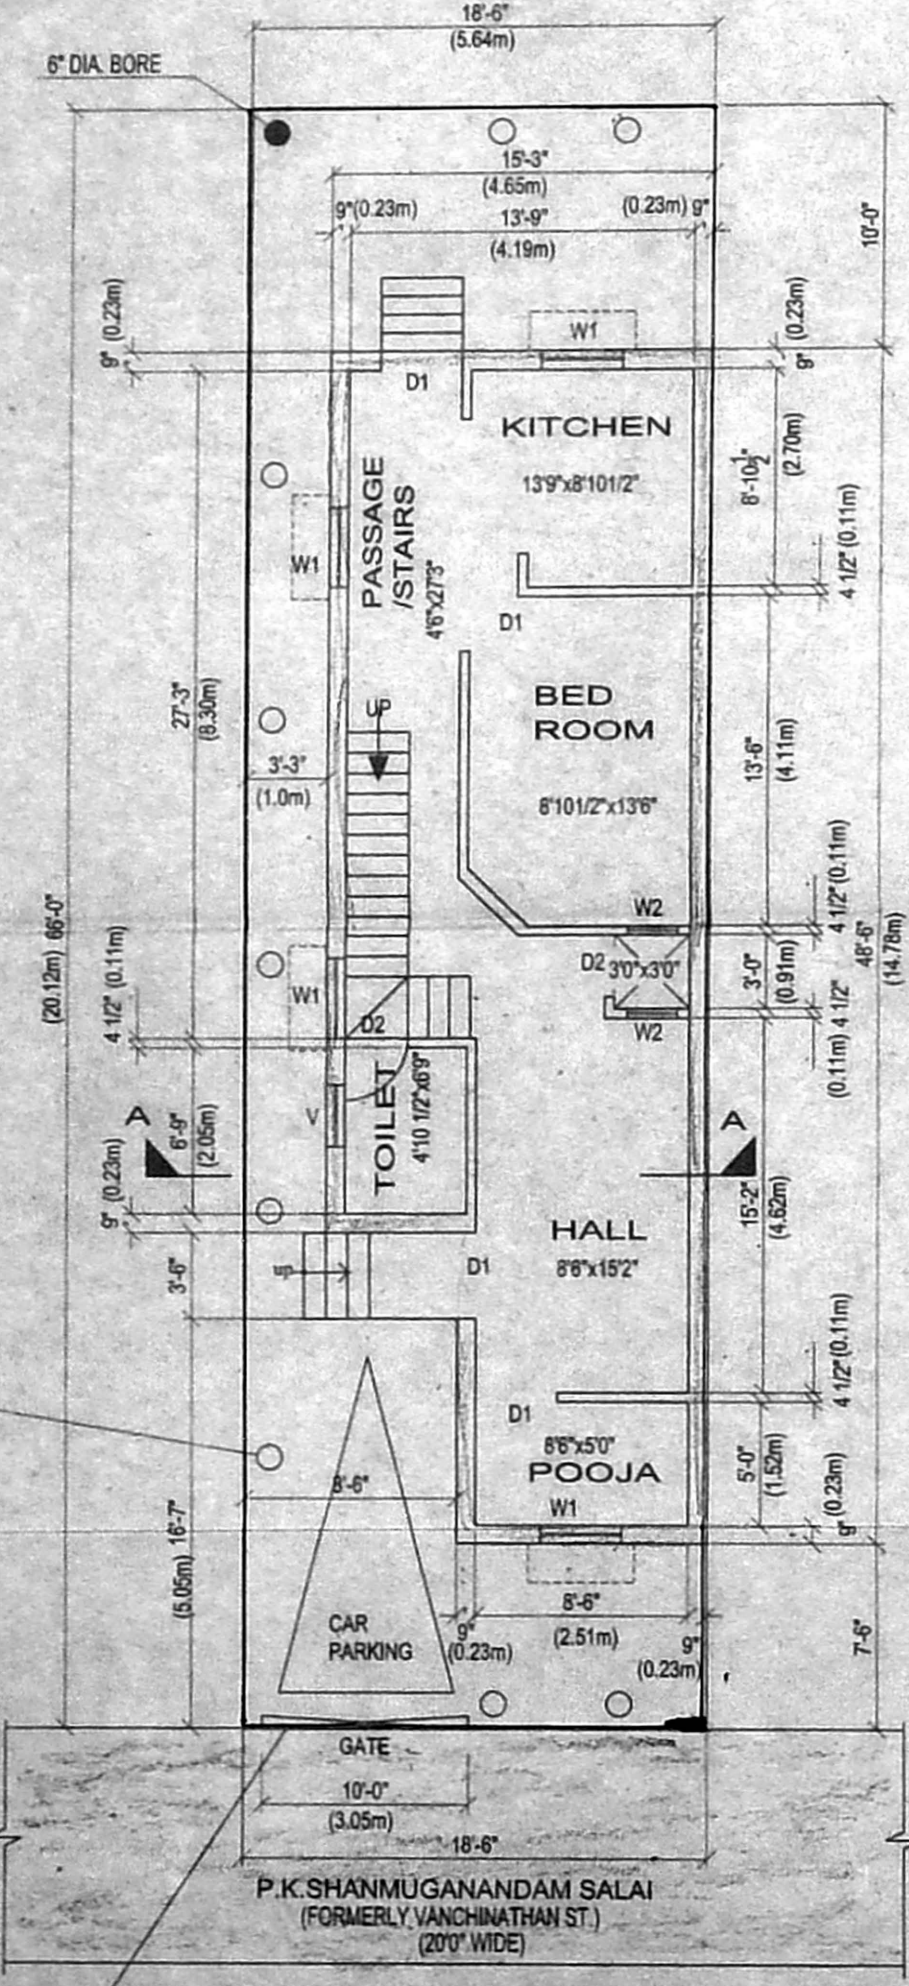 18'-6"
(5.64m)
6" DIA. BORE
15'-3"
(4.65m)
9"(0.23m)
13'-9"
(0.23m) 9"
(4.19m)
10'-0"
9" (0.23m)
(0.23m)
9"
W1
D1
KITCHEN
13'9"x8'101/2"
8'-10½"
(2.70m)
PASSAGE
/STAIRS
4'6"x27'3"
W1
4 1/2" (0.11m)
D1
BED
ROOM
8'101/2"x13'6"
13'-6"
(4.11m)
27'-3"
(8.30m)
UP
3'-3"
(1.0m)
(20.12m) 66'-0"
W2
4 1/2" (0.11m)
48'-6"
(14.78m)
D2
3'0"x3'0"
3'-0"
(0.91m)
W2
(0.11m) 4 1/2"
W1
4 1/2" (0.11m)
D2
TOILET
4'10 1/2"x6'9"
V
A
6'-9"
(2.05m)
9" (0.23m)
A
15'-2"
(4.62m)
HALL
8'6"x15'2"
3'-6"
up
D1
4 1/2" (0.11m)
D1
8'6"x5'0"
POOJA
W1
5'-0"
(1.52m)
9" (0.23m)
8'-6"
(5.05m) 16'-7"
CAR
PARKING
9"
(0.23m)
8'-6"
(2.51m)
9"
(0.23m)
7'-6"
GATE
10'-0"
(3.05m)
18'-6"
P.K.SHANMUGANANDAM SALAI
(FORMERLY VANCHINATHAN ST.)
(20'0" WIDE)